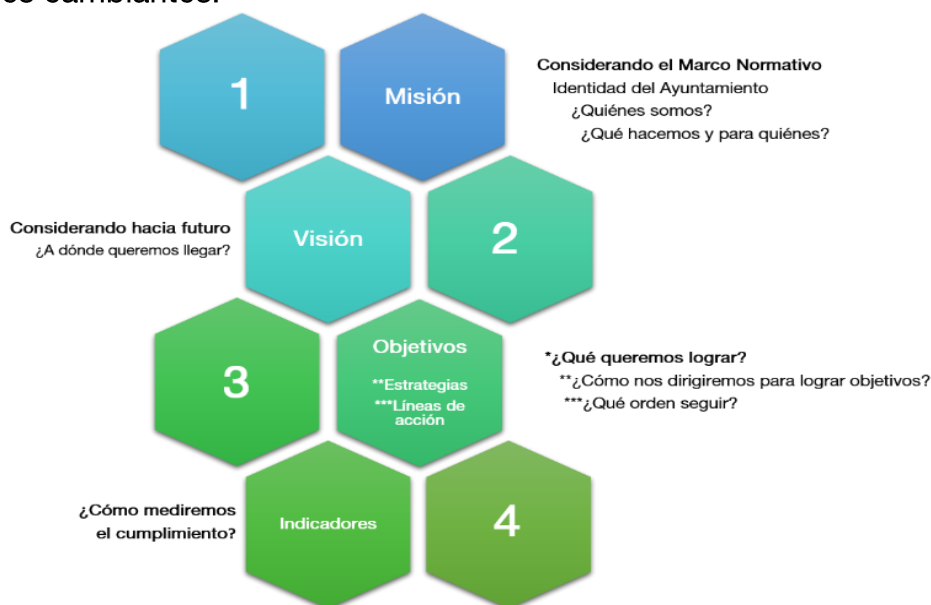 1
Misión
Considerando el Marco Normativo
Identidad del Ayuntamiento
¿Quiénes somos?
¿Qué hacemos y para quiénes?
Considerando hacia futuro
¿A dónde queremos llegar?
Visión
2
3
Objetivos
**Estrategias
***Líneas de
acción
*¿Qué queremos lograr?
**¿Cómo nos dirigiremos para lograr objetivos?
***¿Qué orden seguir?
¿Cómo mediremos
el cumplimiento?
Indicadores
4